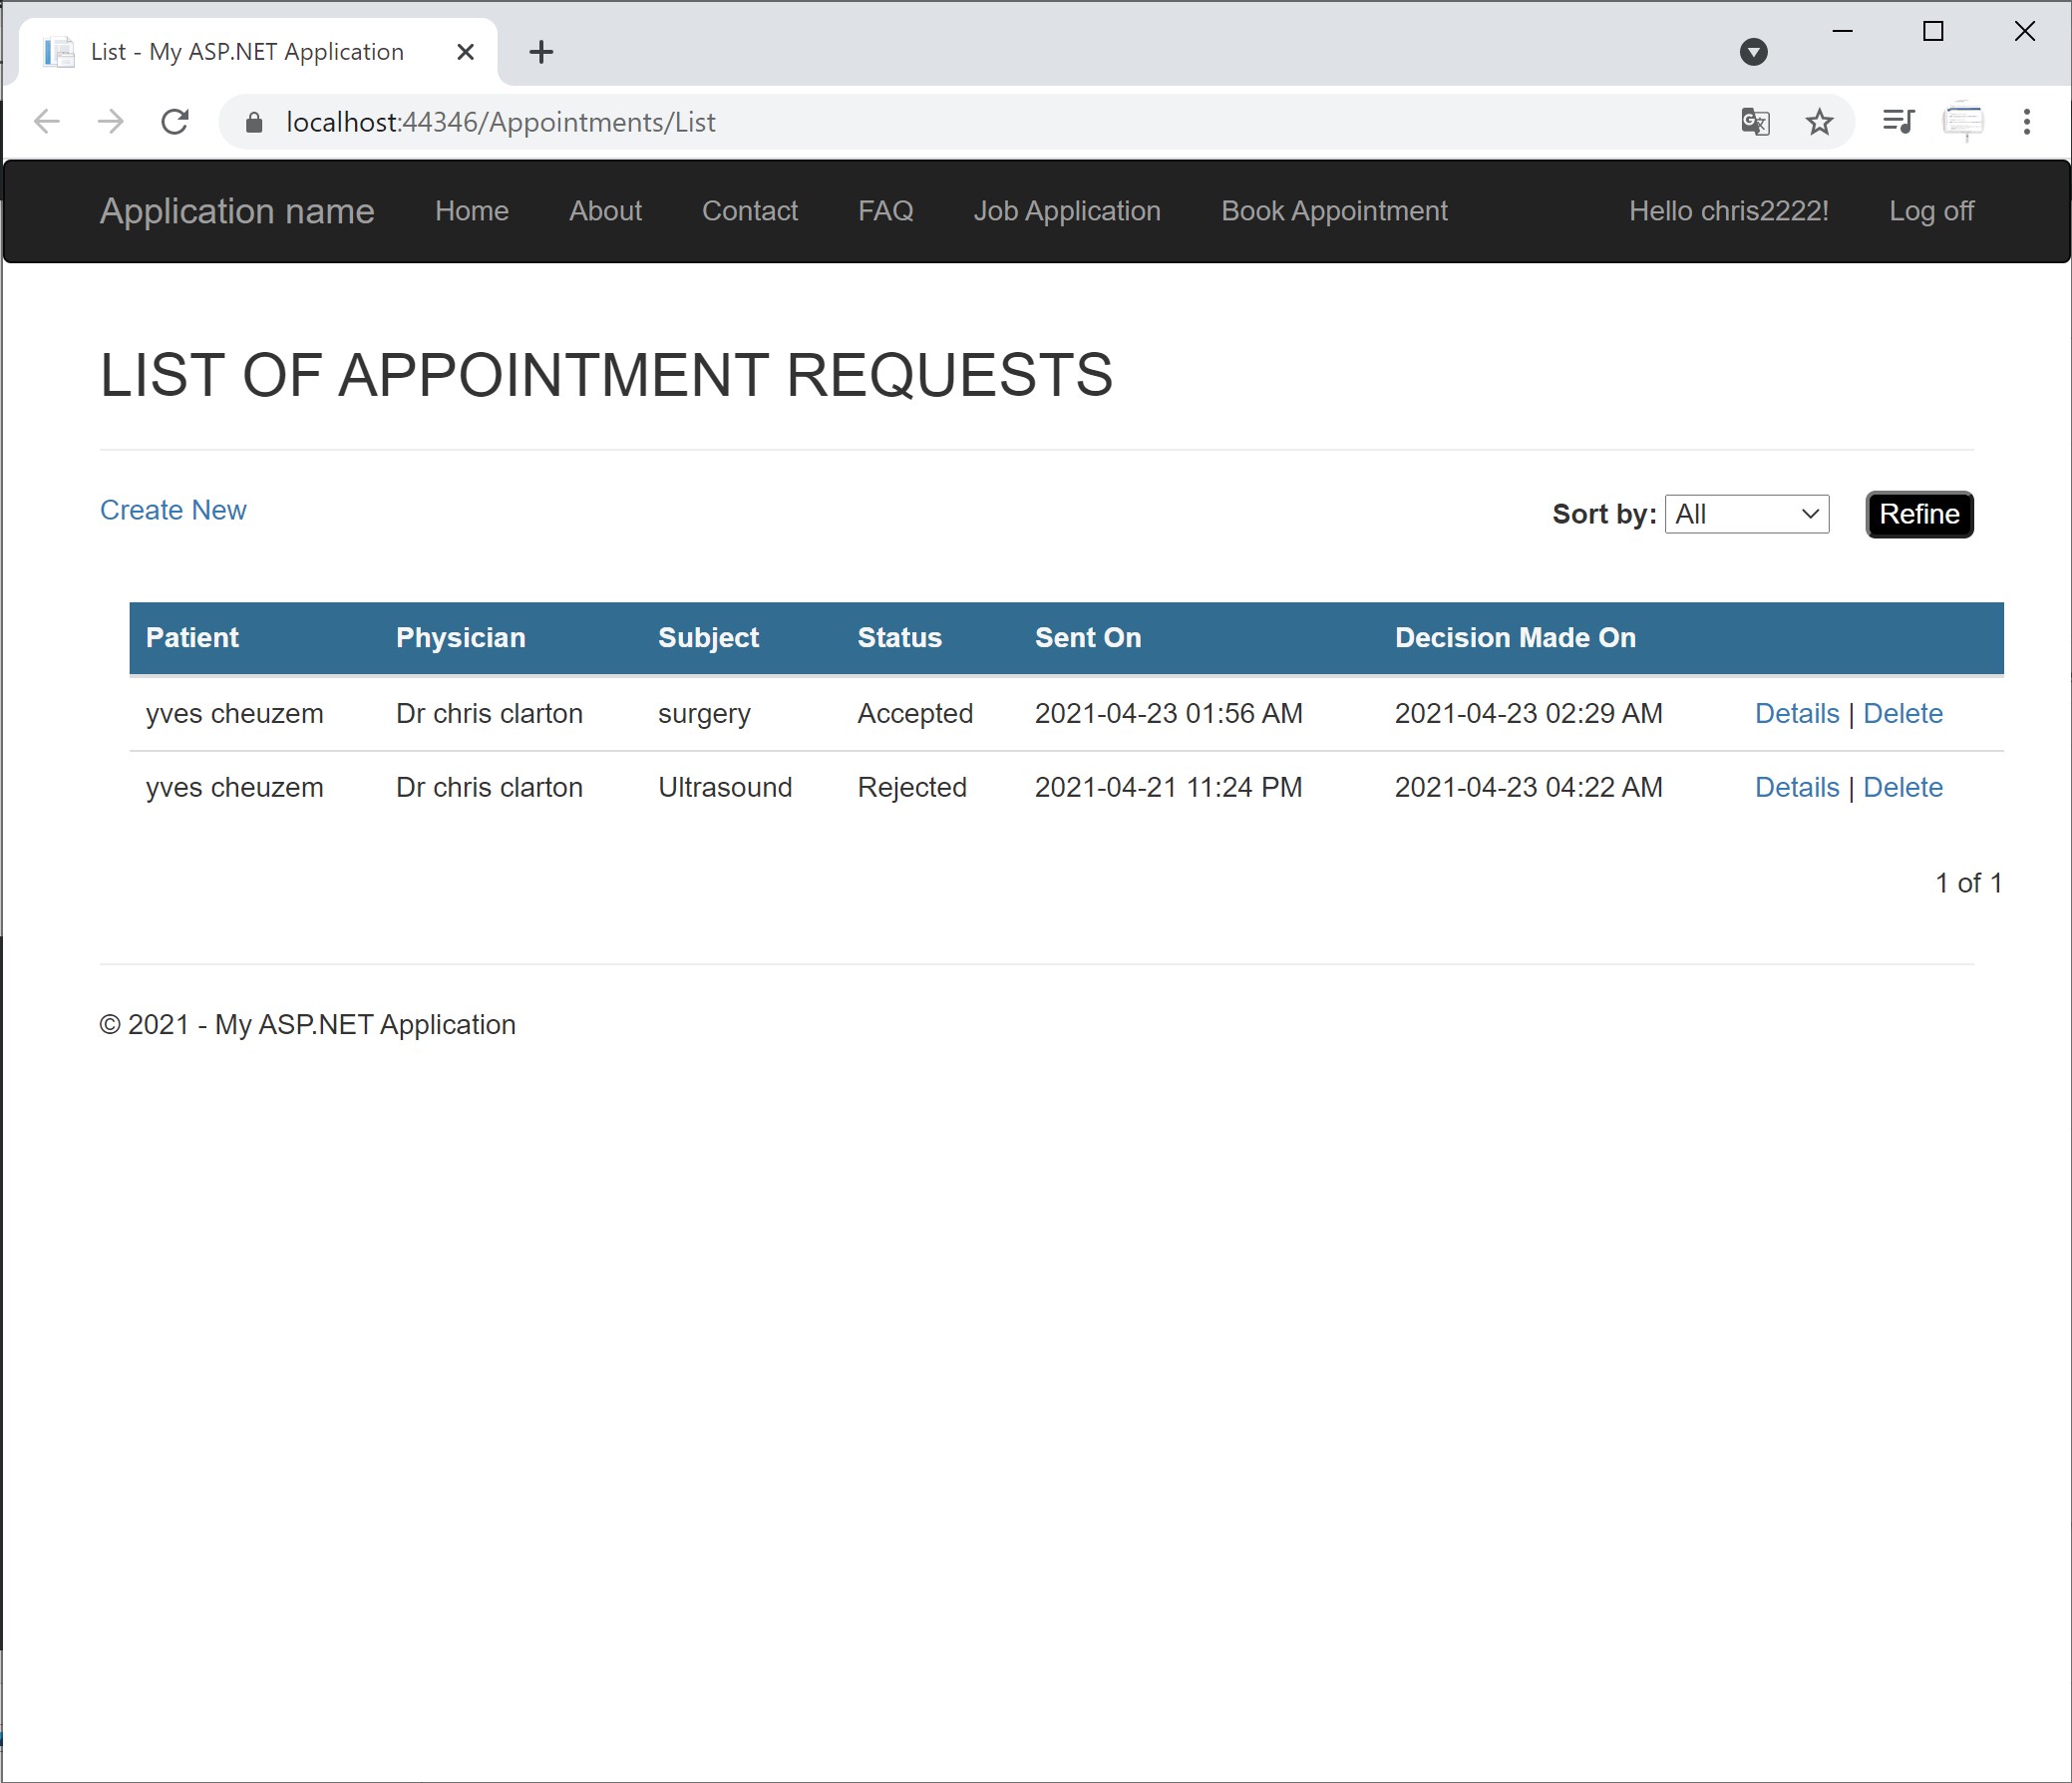 List - My ASP.NET Application
localhost:44346/Appointments/List
Application name Home About Contact FAQ Job Application Book Appointment Hello chris2222! Log off
LIST OF APPOINTMENT REQUESTS
Create New Sort by: All Refine
Patient Physician Subject Status Sent On Decision Made On
yves cheuzem Dr chris clarton surgery Accepted 2021-04-23 01:56 AM 2021-04-23 02:29 AM Details | Delete
yves cheuzem Dr chris clarton Ultrasound Rejected 2021-04-21 11:24 PM 2021-04-23 04:22 AM Details | Delete
1 of 1
© 2021 - My ASP.NET Application